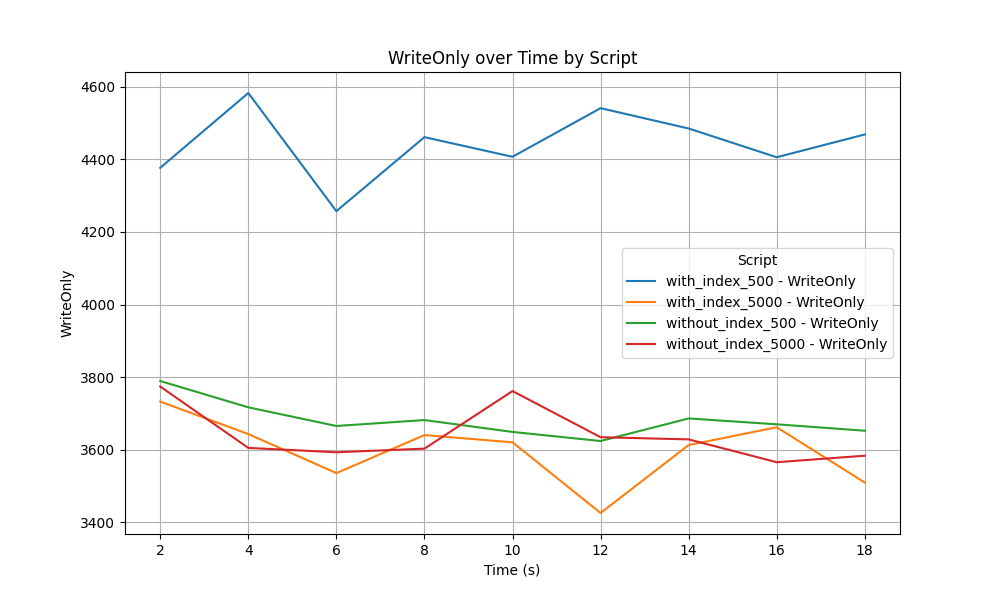 WriteOnly over Time by Script
4600
4400
4200
4000
3800
3600
3400
WriteOnly
Script
with_index_500 - WriteOnly
with_index_5000 - WriteOnly
without_index_500 - WriteOnly
without_index_5000 - WriteOnly
2 4 6 8 10 12 14 16 18
Time (s)